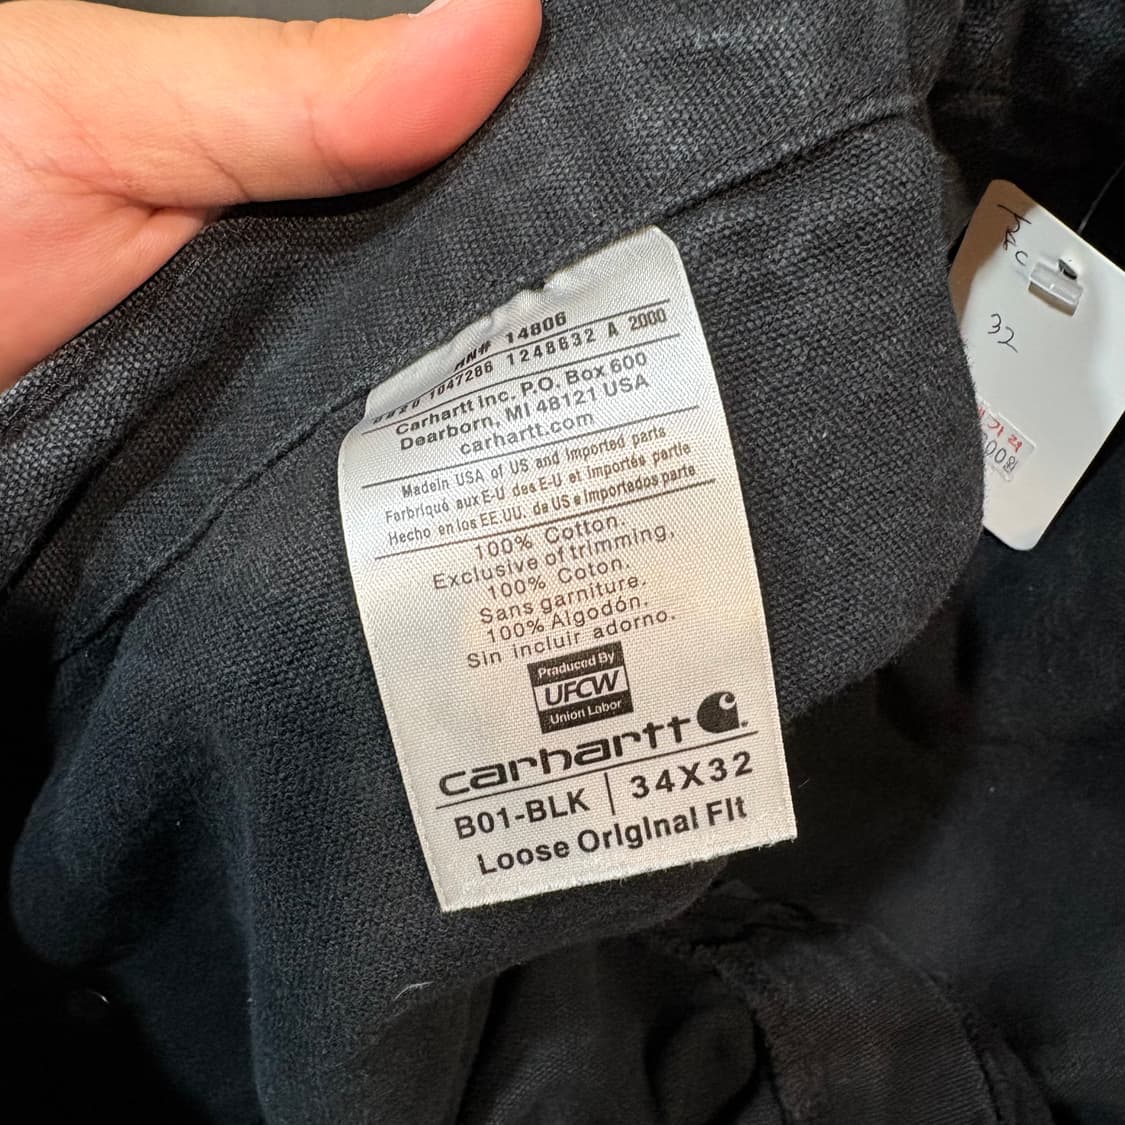 RN# 14806
0820 1047286 1248632 A 2000
Carhartt Inc. P.O. Box 600
Dearborn, MI 48121 USA
carhartt.com
Madein USA of US and Imported parts
Farbriqué aux E-U des E-U et Importés partie
Hecho en los EE.UU. de US e Importados parte
100% Cotton.
Exclusive of trimming,
100% Coton.
Sans garniture.
100% Algodón.
Sin incluir adorno.
Produced By
UFCW
Union Labor
carhartt
B01-BLK | 34X32
Loose Original Fit
32